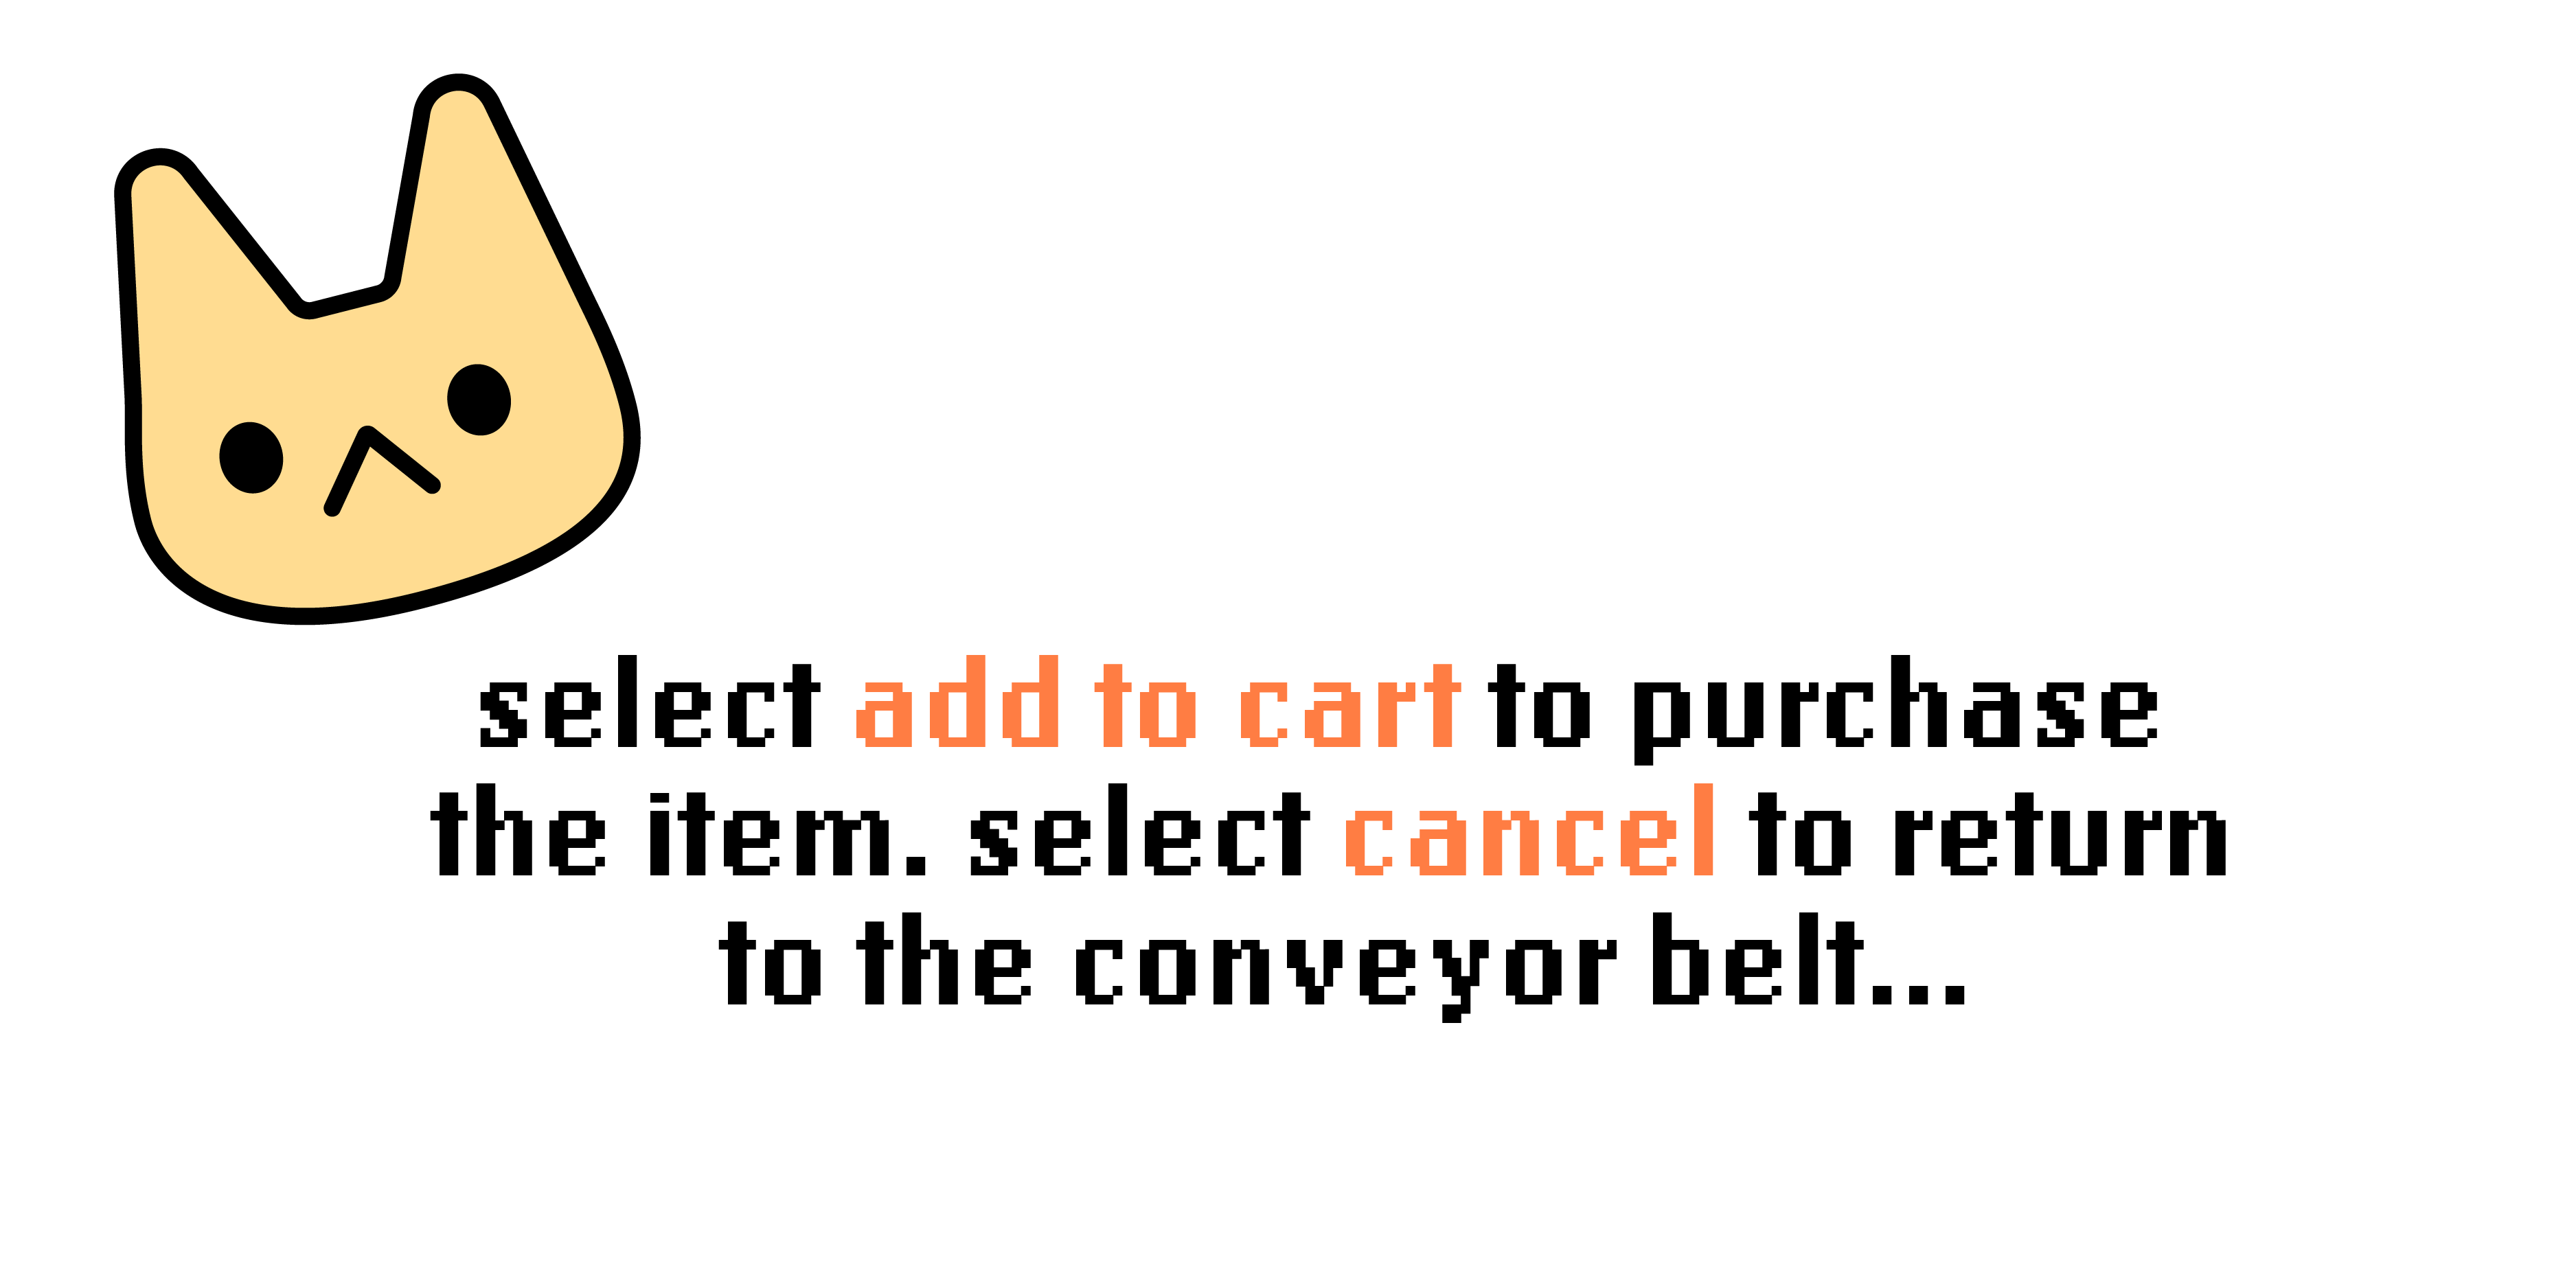 select add to cart to purchase
the item. select cancel to return
to the conveyor belt...